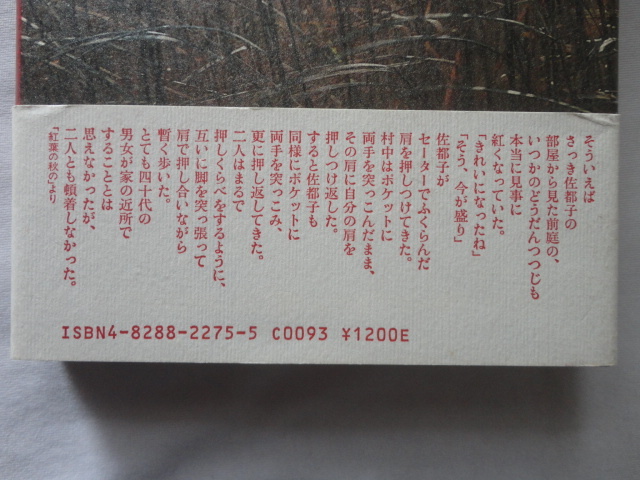 そういえば
さっき佐都子の
部屋から見た前庭の、
いつかのどうだんつつじも
本当に見事に
紅くなっていた。
「きれいになったね」
「そう、今が盛り」
佐都子が
セーターでふくらんだ
肩を押しつけてきた。
村中はポケットに
両手を突っこんだまま、
その肩に自分の肩を
押しつけ返した。
すると佐都子も
同様にポケットに
両手を突っこみ、
更に押し返してきた。
二人はまるで
押しくらべをするように、
互いに脚を突っ張って
肩で押し合いながら
暫く歩いた。
とても四十代の
男女が家の近所で
することとは
思えなかったが、
二人とも頓着しなかった。
「紅葉の秋の」より
ISBN4-8288-2275-5 C0093 ¥1200E